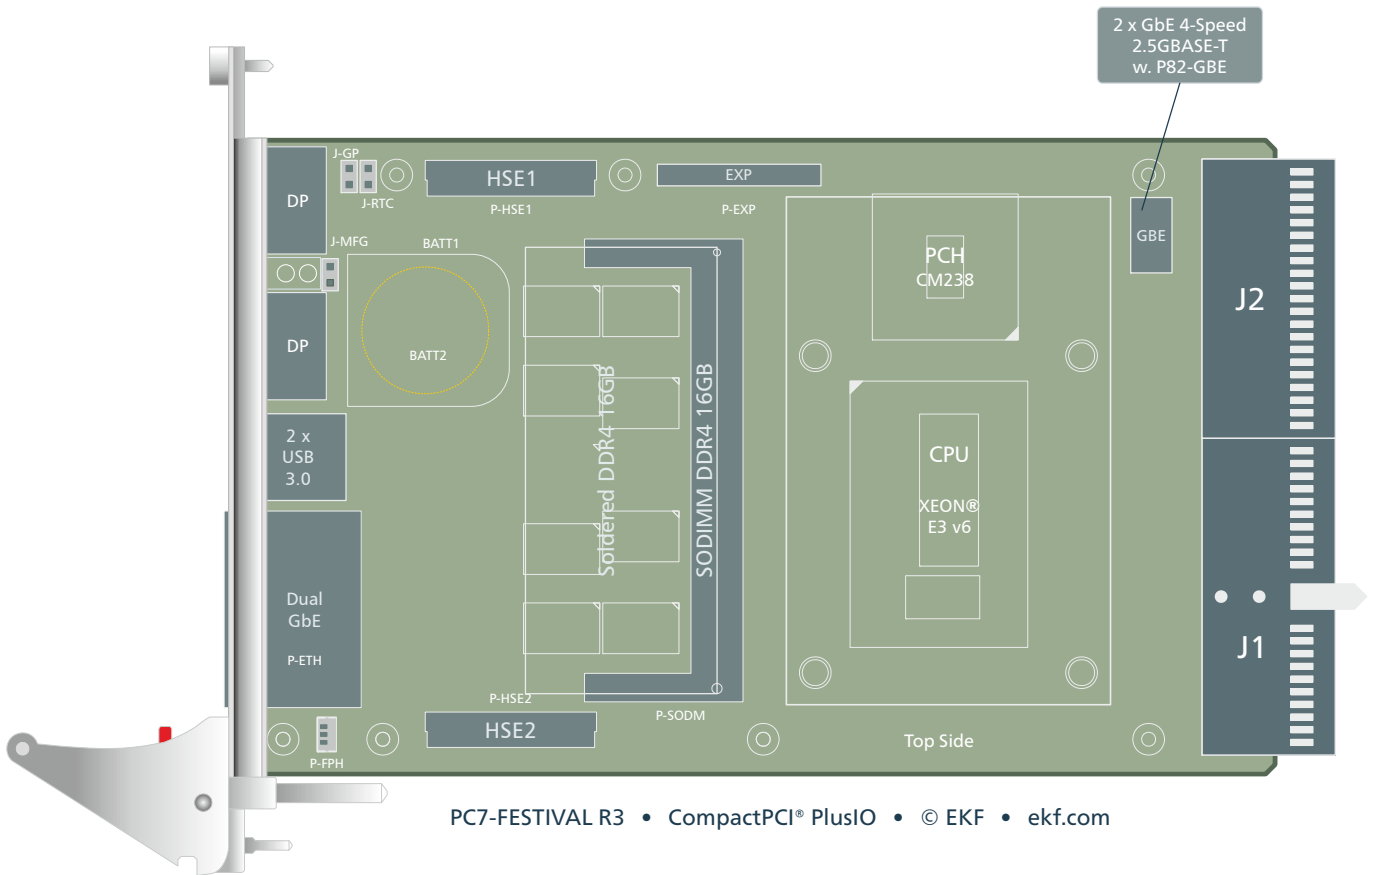 2 x GbE 4-Speed
2.5GBASE-T
w. P82-GBE
J-GP
DP
J-RTC
HSE1
P-HSE1
EXP
P-EXP
J-MFG
BATT1
BATT2
DP
PCH
CM238
GBE
J2
2 x
USB
3.0
Soldered DDR4 16GB
SODIMM DDR4 16GB
CPU
XEON®
E3 v6
Dual
GbE
P-ETH
J1
P-HSE2
HSE2
P-SODM
P-FPH
Top Side
PC7-FESTIVAL R3 • CompactPCI® PlusIO • © EKF • ekf.com